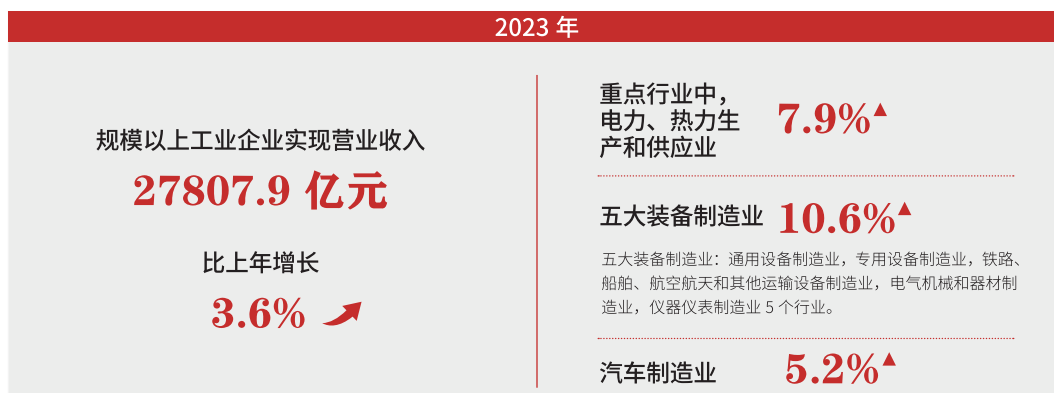 2023 年
规模以上工业企业实现营业收入
27807.9 亿元
比上年增长
3.6%
重点行业中，
电力、热力生
产和供应业
7.9%▲
五大装备制造业 10.6%▲
五大装备制造业：通用设备制造业，专用设备制造业，铁路、
船舶、航空航天和其他运输设备制造业，电气机械和器材制
造业，仪器仪表制造业 5 个行业。
汽车制造业 5.2%▲